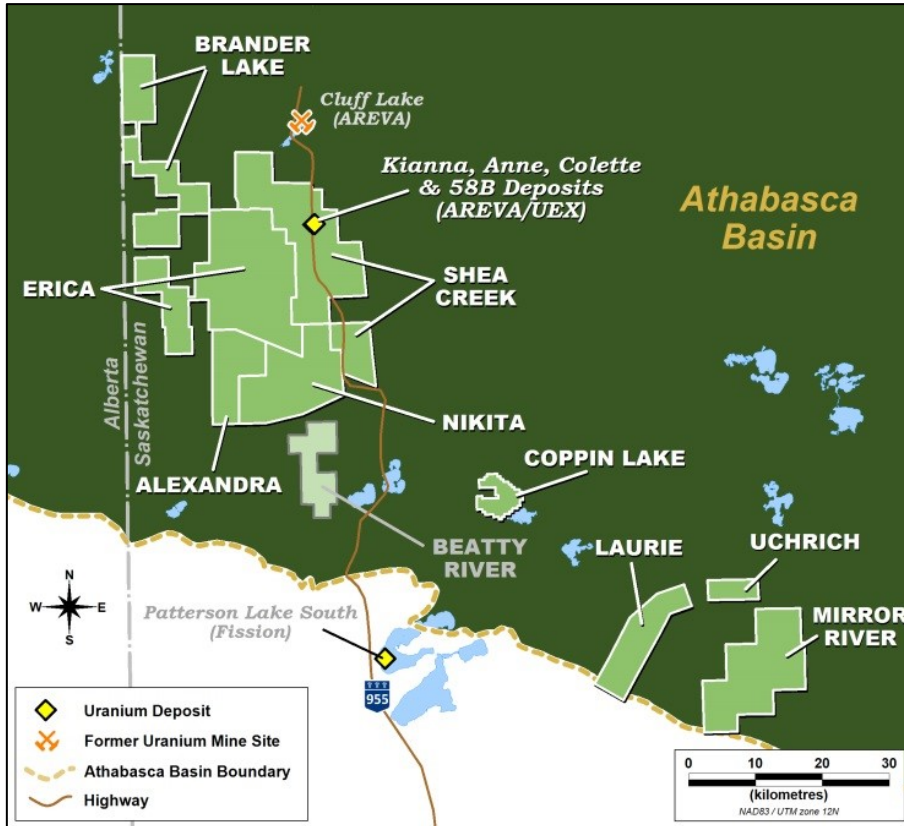 BRANDER
LAKE
Cluff Lake
(AREVA)
Kianna, Anne, Colette
& 58B Deposits
(AREVA/UEX)
Athabasca
Basin
ERICA
SHEA
CREEK
Alberta
Saskatchewan
NIKITA
ALEXANDRA
COPPIN LAKE
BEATTY
RIVER
LAURIE
UCHRICH
MIRROR
RIVER
N
W E
S
Patterson Lake South
(Fission)
955
Uranium Deposit
Former Uranium Mine Site
Athabasca Basin Boundary
Highway
0 10 20 30
(kilometres)
NAD83 / UTM zone 12N